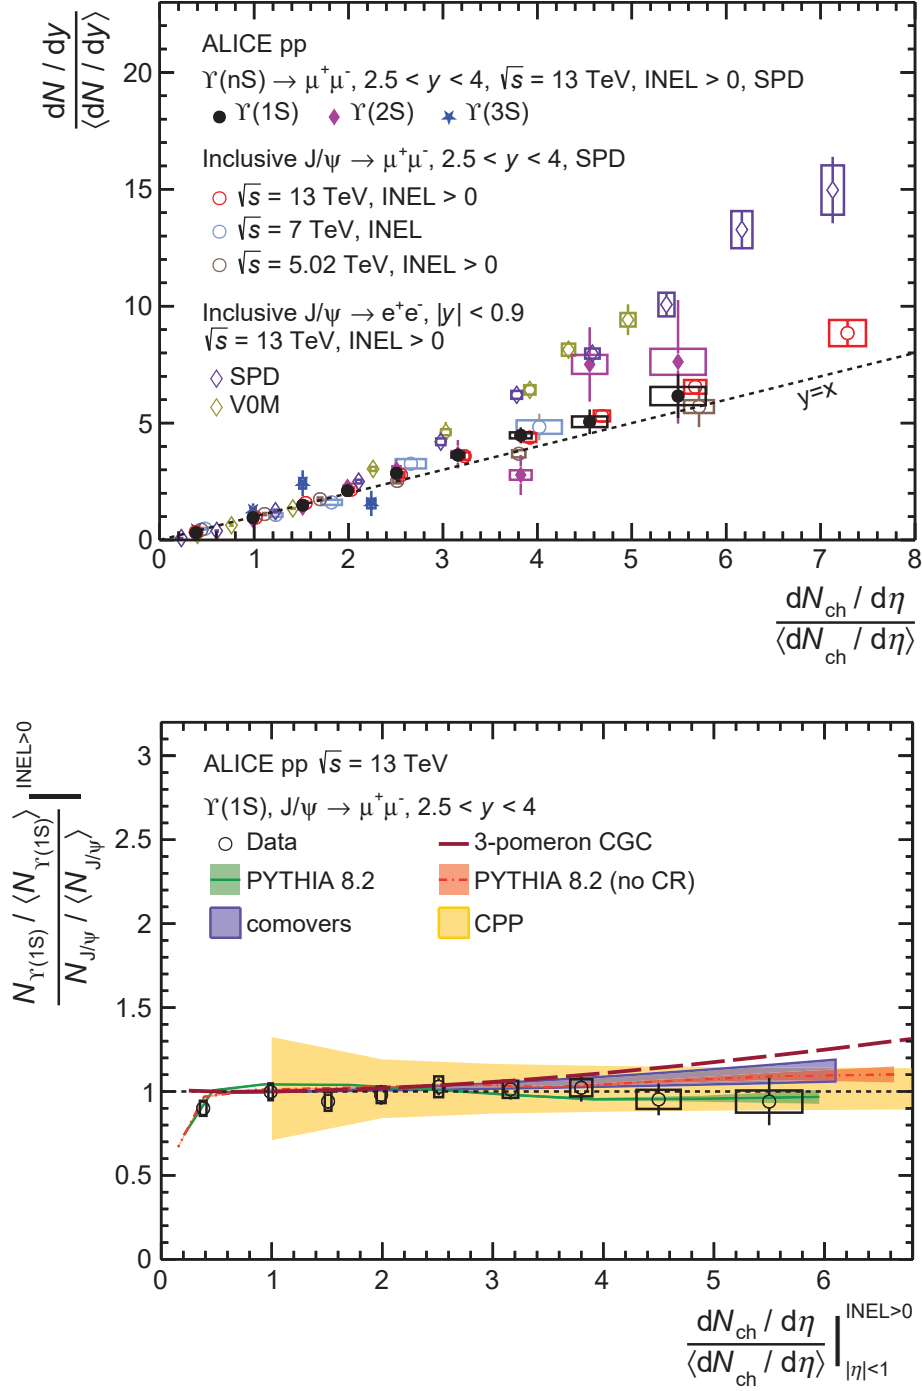 dN / dy
⟨dN / dy⟩
20
15
10
5
0
ALICE pp
ϒ(nS) → μ⁺μ⁻, 2.5 < y < 4, √s = 13 TeV, INEL > 0, SPD
ϒ(1S) ϒ(2S) ϒ(3S)
Inclusive J/ψ → μ⁺μ⁻, 2.5 < y < 4, SPD
√s = 13 TeV, INEL > 0
√s = 7 TeV, INEL
√s = 5.02 TeV, INEL > 0
Inclusive J/ψ → e⁺e⁻, |y| < 0.9
√s = 13 TeV, INEL > 0
SPD
V0M
y=x
0 1 2 3 4 5 6 7 8
dN_ch / dη
⟨dN_ch / dη⟩
N_ϒ(1S) / ⟨N_ϒ(1S)⟩ |^INEL>0
N_J/ψ / ⟨N_J/ψ⟩
3
2.5
2
1.5
1
0.5
0
ALICE pp √s = 13 TeV
ϒ(1S), J/ψ → μ⁺μ⁻, 2.5 < y < 4
Data 3-pomeron CGC
PYTHIA 8.2 PYTHIA 8.2 (no CR)
comovers CPP
0 1 2 3 4 5 6
dN_ch / dη |^INEL>0
⟨dN_ch / dη⟩ |η|<1